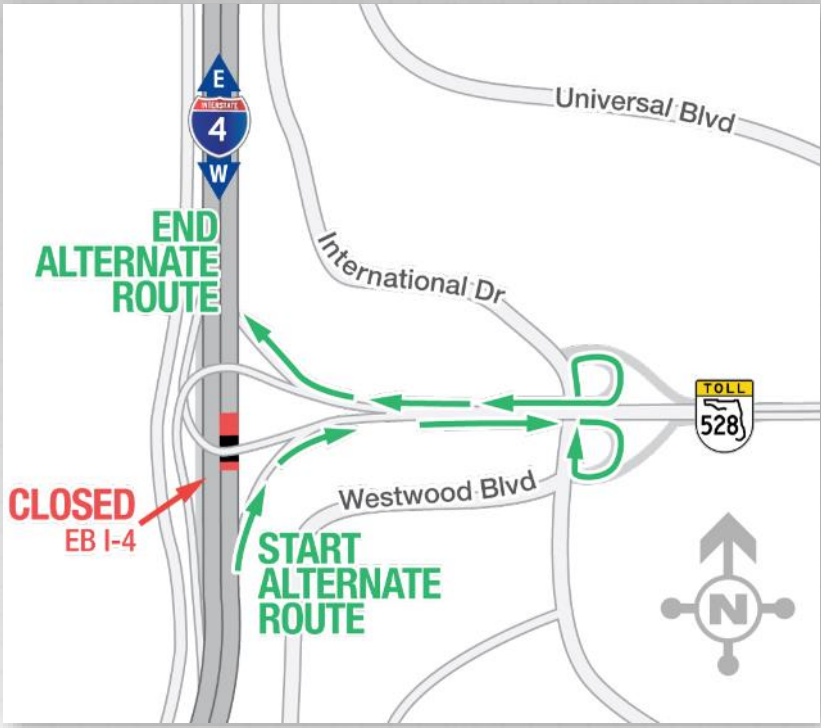 E
INTERSTATE
4
W
Universal Blvd
END
ALTERNATE
ROUTE
International Dr
TOLL
528
CLOSED
EB I-4
Westwood Blvd
START
ALTERNATE
ROUTE
N